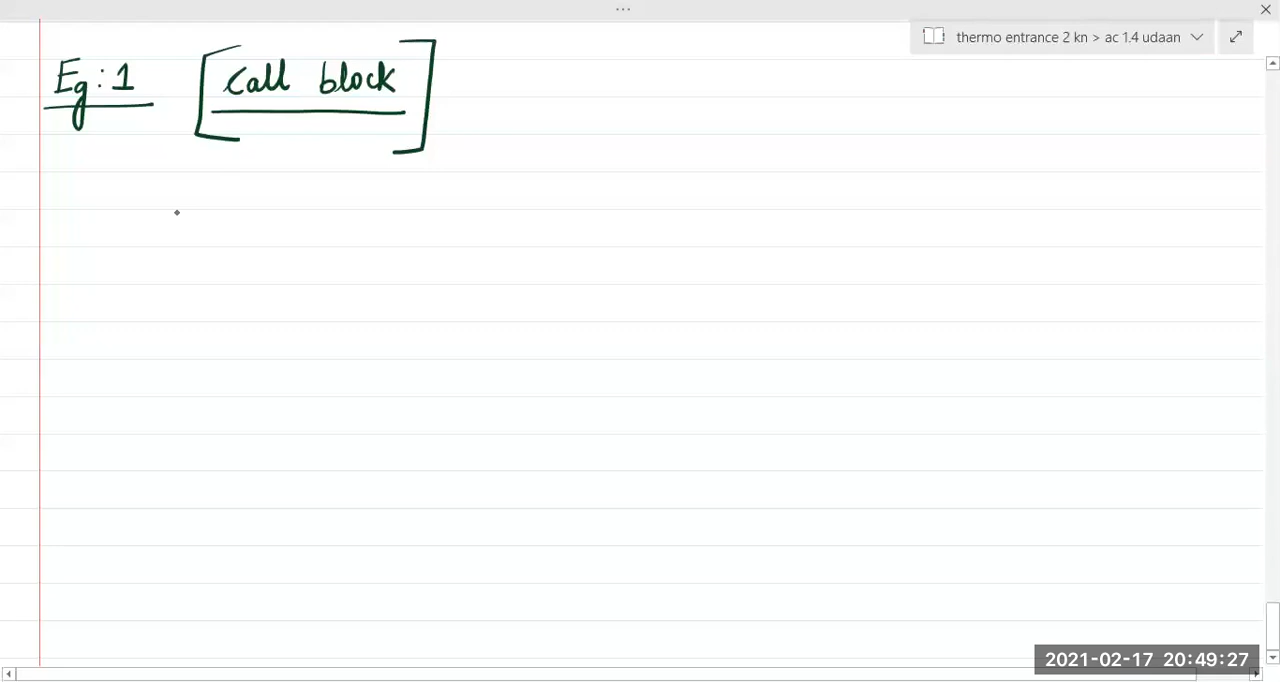 ...
thermo entrance 2 kn > ac 1.4 udaan
Eg:1 [Call block]
2021-02-17 20:49:27